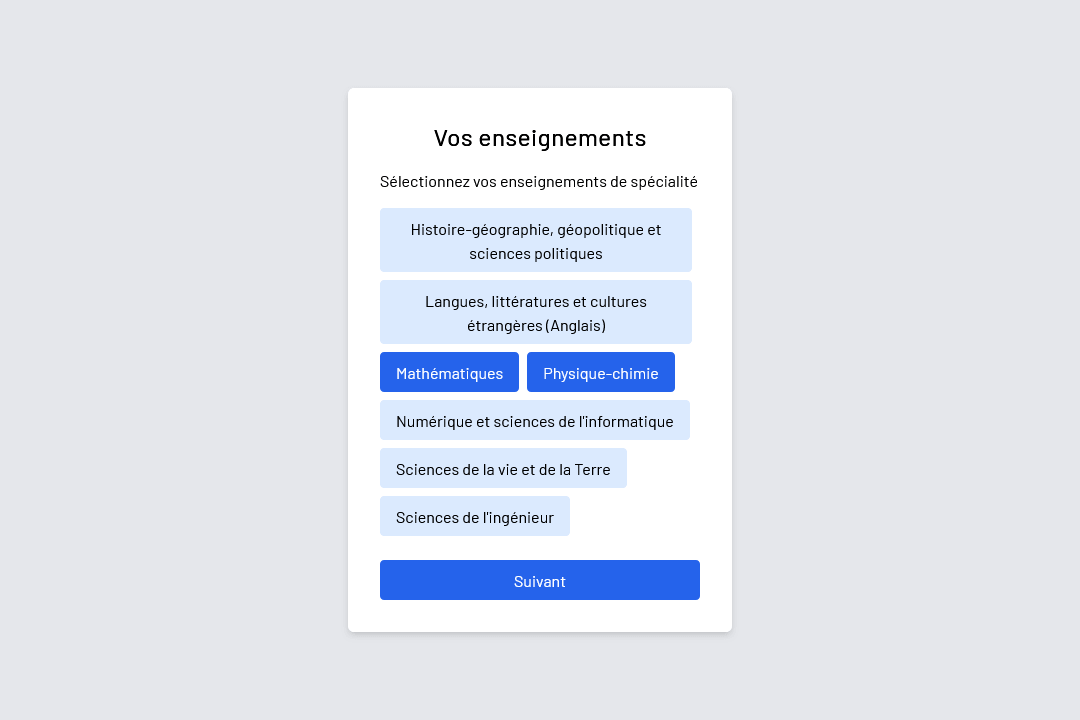 Vos enseignements
Sélectionnez vos enseignements de spécialité
Histoire-géographie, géopolitique et
sciences politiques
Langues, littératures et cultures
étrangères (Anglais)
Mathématiques
Physique-chimie
Numérique et sciences de l'informatique
Sciences de la vie et de la Terre
Sciences de l'ingénieur
Suivant